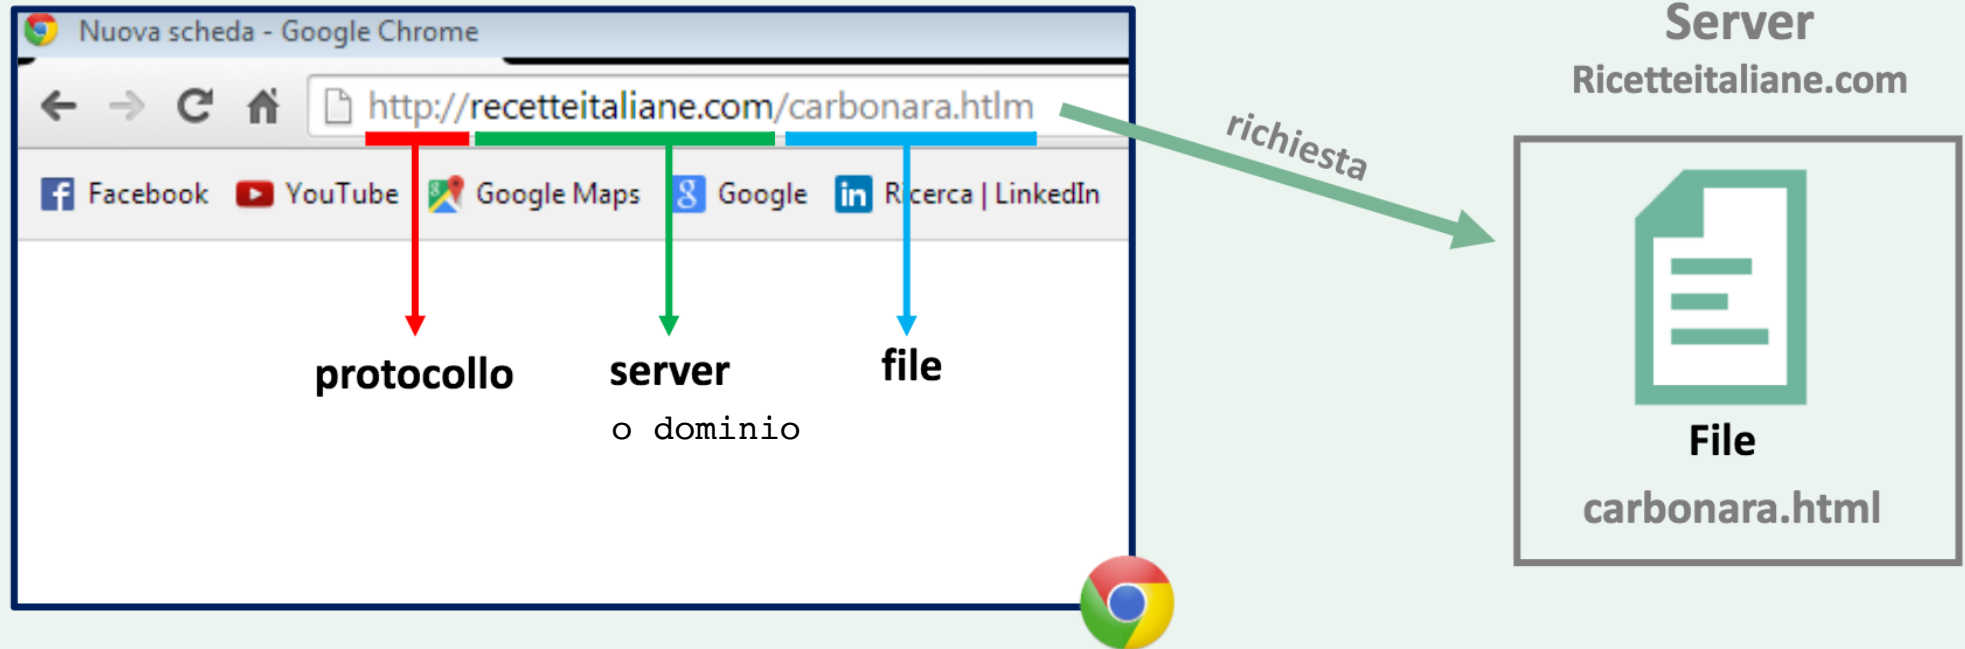 Nuova scheda - Google Chrome
http://recetteitaliane.com/carbonara.htlm
Facebook YouTube Google Maps Google Ricerca | LinkedIn
protocollo
server
o dominio
file
richiesta
Server
Ricetteitaliane.com
File
carbonara.html